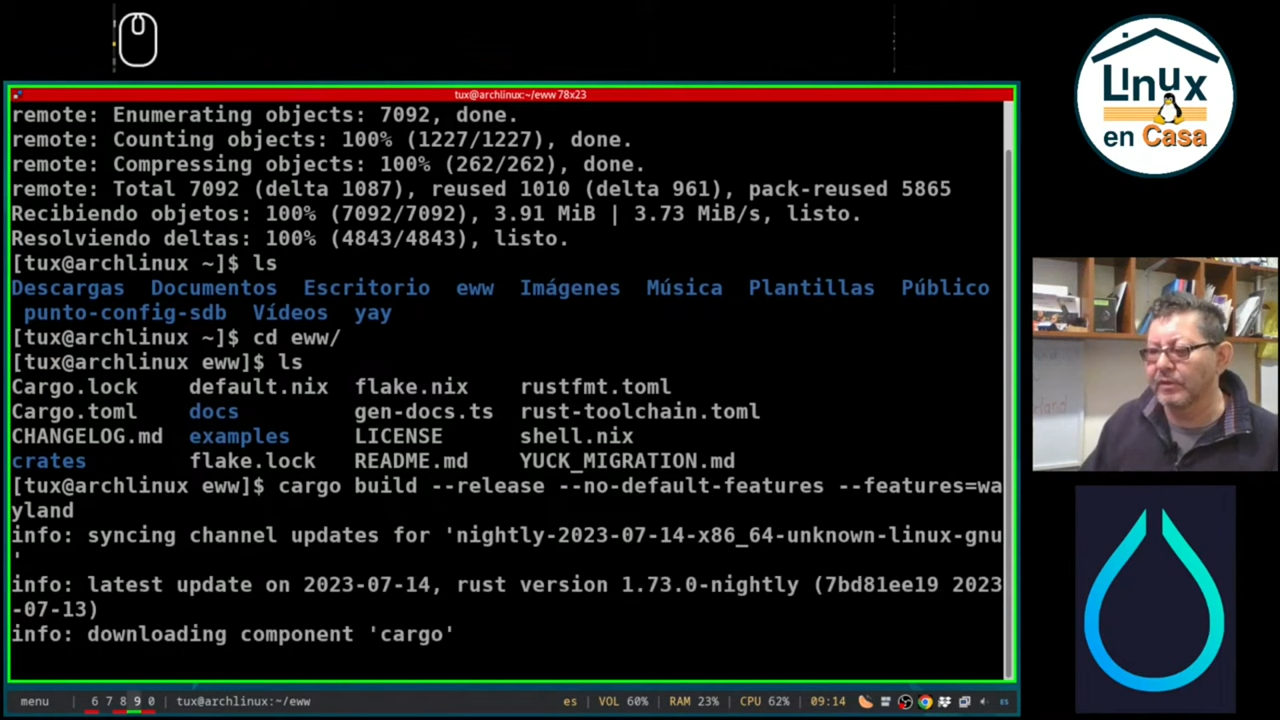 Linux
en Casa
tux@archlinux:~/eww 78x23
remote: Enumerating objects: 7092, done.
remote: Counting objects: 100% (1227/1227), done.
remote: Compressing objects: 100% (262/262), done.
remote: Total 7092 (delta 1087), reused 1010 (delta 961), pack-reused 5865
Recibiendo objetos: 100% (7092/7092), 3.91 MiB | 3.73 MiB/s, listo.
Resolviendo deltas: 100% (4843/4843), listo.
[tux@archlinux ~]$ ls
Descargas  Documentos  Escritorio  eww  Imágenes  Música  Plantillas  Público
punto-config-sdb  Vídeos  yay
[tux@archlinux ~]$ cd eww/
[tux@archlinux eww]$ ls
Cargo.lock    default.nix  flake.nix    rustfmt.toml
Cargo.toml    docs         gen-docs.ts  rust-toolchain.toml
CHANGELOG.md  examples     LICENSE      shell.nix
crates        flake.lock   README.md    YUCK_MIGRATION.md
[tux@archlinux eww]$ cargo build --release --no-default-features --features=wa
yland
info: syncing channel updates for 'nightly-2023-07-14-x86_64-unknown-linux-gnu
'
info: latest update on 2023-07-14, rust version 1.73.0-nightly (7bd81ee19 2023
-07-13)
info: downloading component 'cargo'
menu | 6 7 8 9 0 | tux@archlinux:~/eww es | VOL 60% | RAM 23% | CPU 62% | 09:14 ES